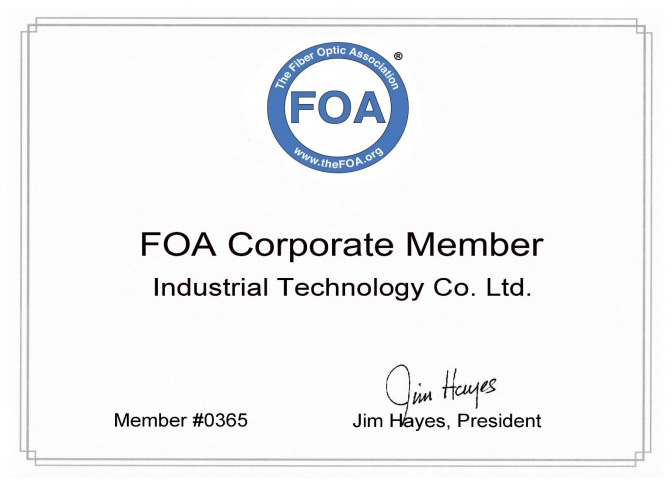 The Fiber Optic Association
®
FOA
www.theFOA.org
FOA Corporate Member
Industrial Technology Co. Ltd.
Jim Hayes
Member #0365
Jim Hayes, President